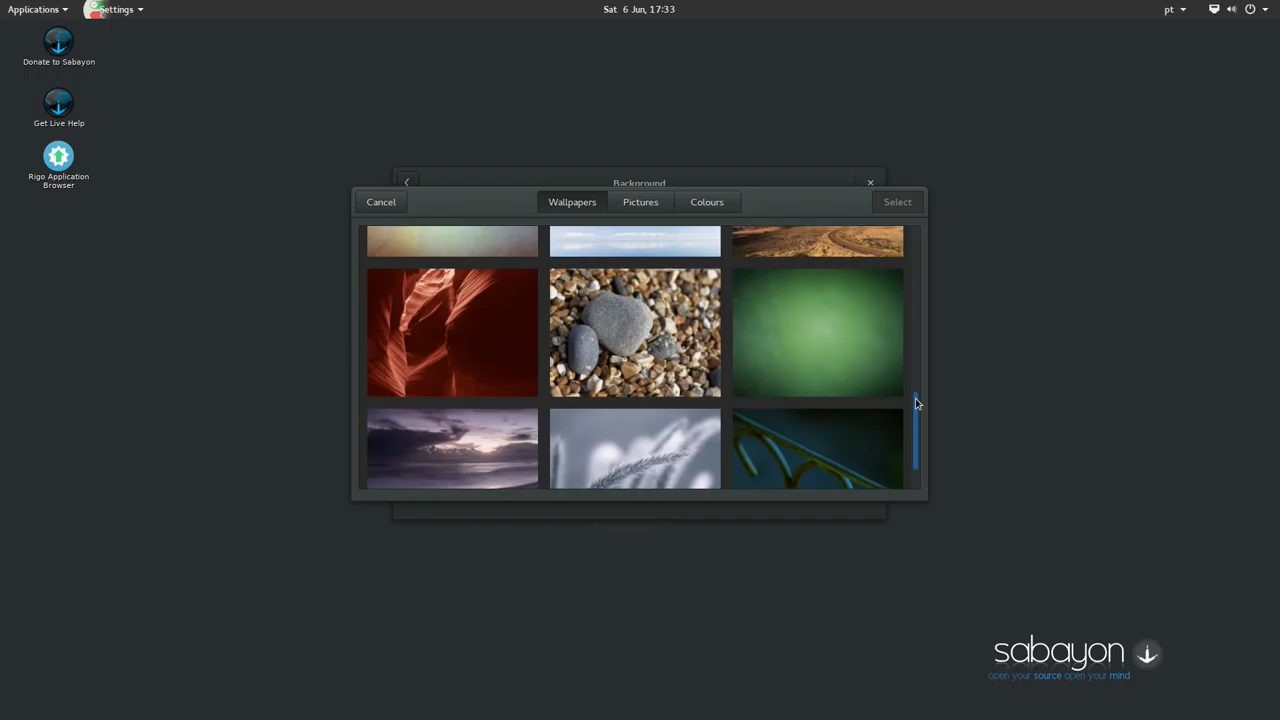 Applications
Settings
Sat 6 Jun, 17:33
pt
Donate to Sabayon
Get Live Help
Rigo Application
Browser
Background
Cancel
Wallpapers
Pictures
Colours
Select
sabayon
open your source open your mind